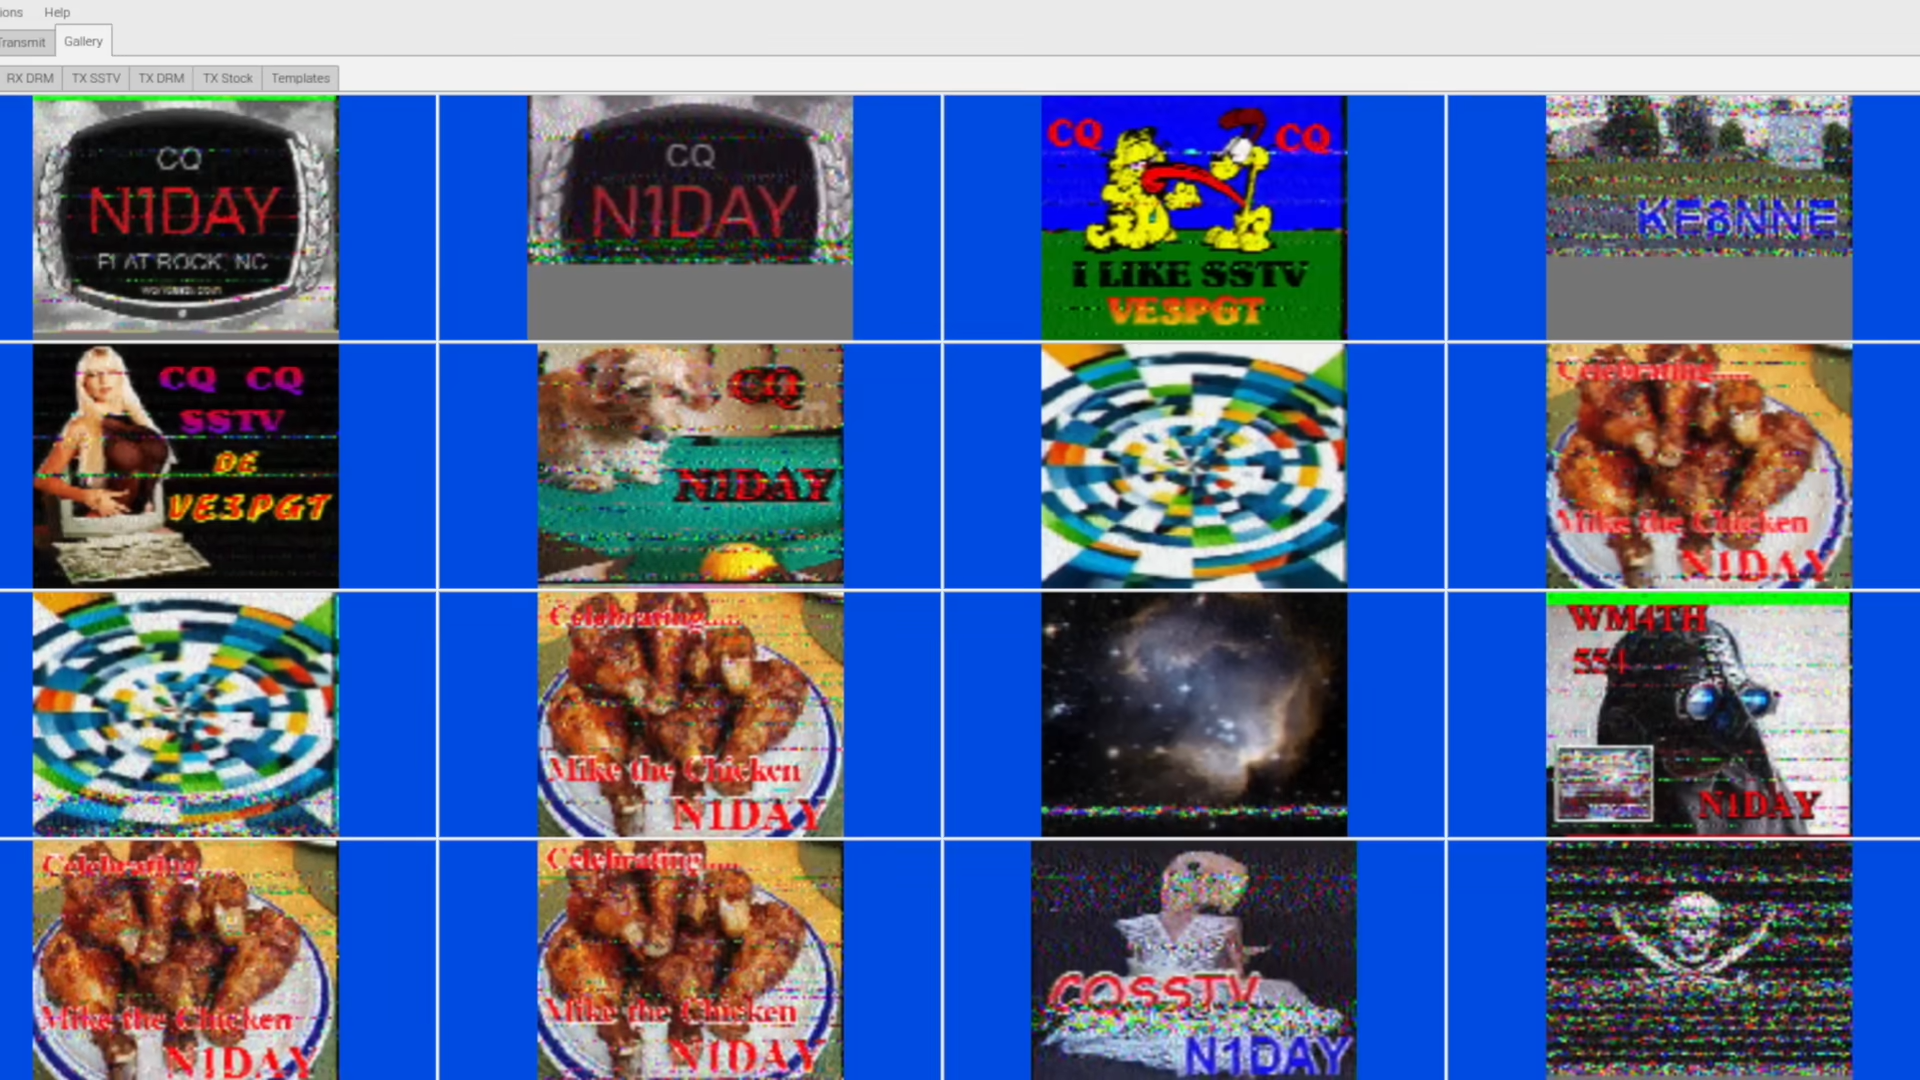 ions Help
Transmit Gallery
RX DRM TX SSTV TX DRM TX Stock Templates
CQ
N1DAY
FLAT ROCK, NC
CQ
N1DAY
CQ CQ
I LIKE SSTV
VE3PGT
KE8NNE
CQ CQ
SSTV
DE
VE3PGT
CQ
N1DAY
Celebrating.....
Mike the Chicken
N1DAY
Celebrating.....
Mike the Chicken
N1DAY
WM4TH
N1DAY
Celebrating
Mike the Chicken
N1DAY
Celebrating.....
Mike the Chicken
N1DAY
CQSSTV
N1DAY